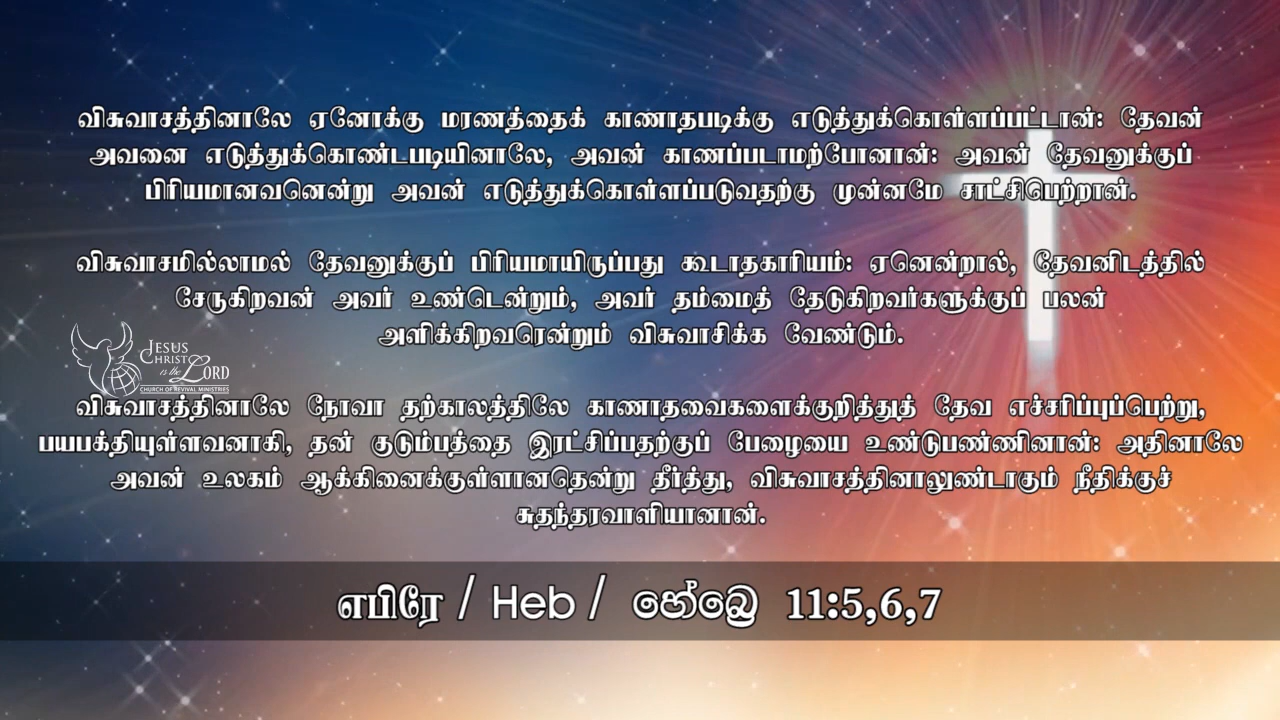 விசுவாசத்தினாலே ஏனோக்கு மரணத்தைக் காணாதபடிக்கு எடுத்துக்கொள்ளப்பட்டான்: தேவன்
அவனை எடுத்துக்கொண்டபடியினாலே, அவன் காணப்படாமற்போனான்: அவன் தேவனுக்குப்
பிரியமானவனென்று அவன் எடுத்துக்கொள்ளப்படுவதற்கு முன்னமே சாட்சிபெற்றான்.
விசுவாசமில்லாமல் தேவனுக்குப் பிரியமாயிருப்பது கூடாதகாரியம்: ஏனென்றால், தேவனிடத்தில்
சேருகிறவன் அவர் உண்டென்றும், அவர் தம்மைத் தேடுகிறவர்களுக்குப் பலன்
அளிக்கிறவரென்றும் விசுவாசிக்க வேண்டும்.
JESUS
CHRIST
is the LORD
CHURCH OF REVIVAL MINISTRIES
விசுவாசத்தினாலே நோவா தற்காலத்திலே காணாதவைகளைக்குறித்துத் தேவ எச்சரிப்புப்பெற்று,
பயபக்தியுள்ளவனாகி, தன் குடும்பத்தை இரட்சிப்பதற்குப் பேழையை உண்டுபண்ணினான்: அதினாலே
அவன் உலகம் ஆக்கினைக்குள்ளானதென்று தீர்த்து, விசுவாசத்தினாலுண்டாகும் நீதிக்குச்
சுதந்தரவாளியானான்.
எபிரே / Heb / හේබ්‍රෙ 11:5,6,7